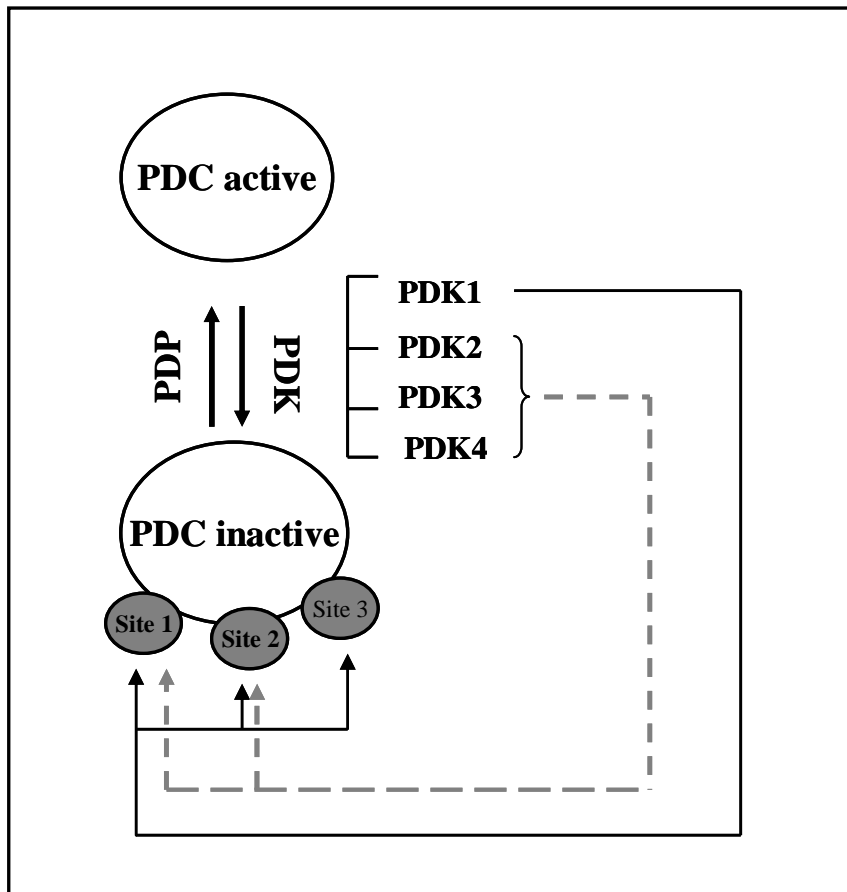 PDC active
PDP
PDK
PDK1
PDK2
PDK3
PDK4
PDC inactive
Site 1
Site 2
Site 3